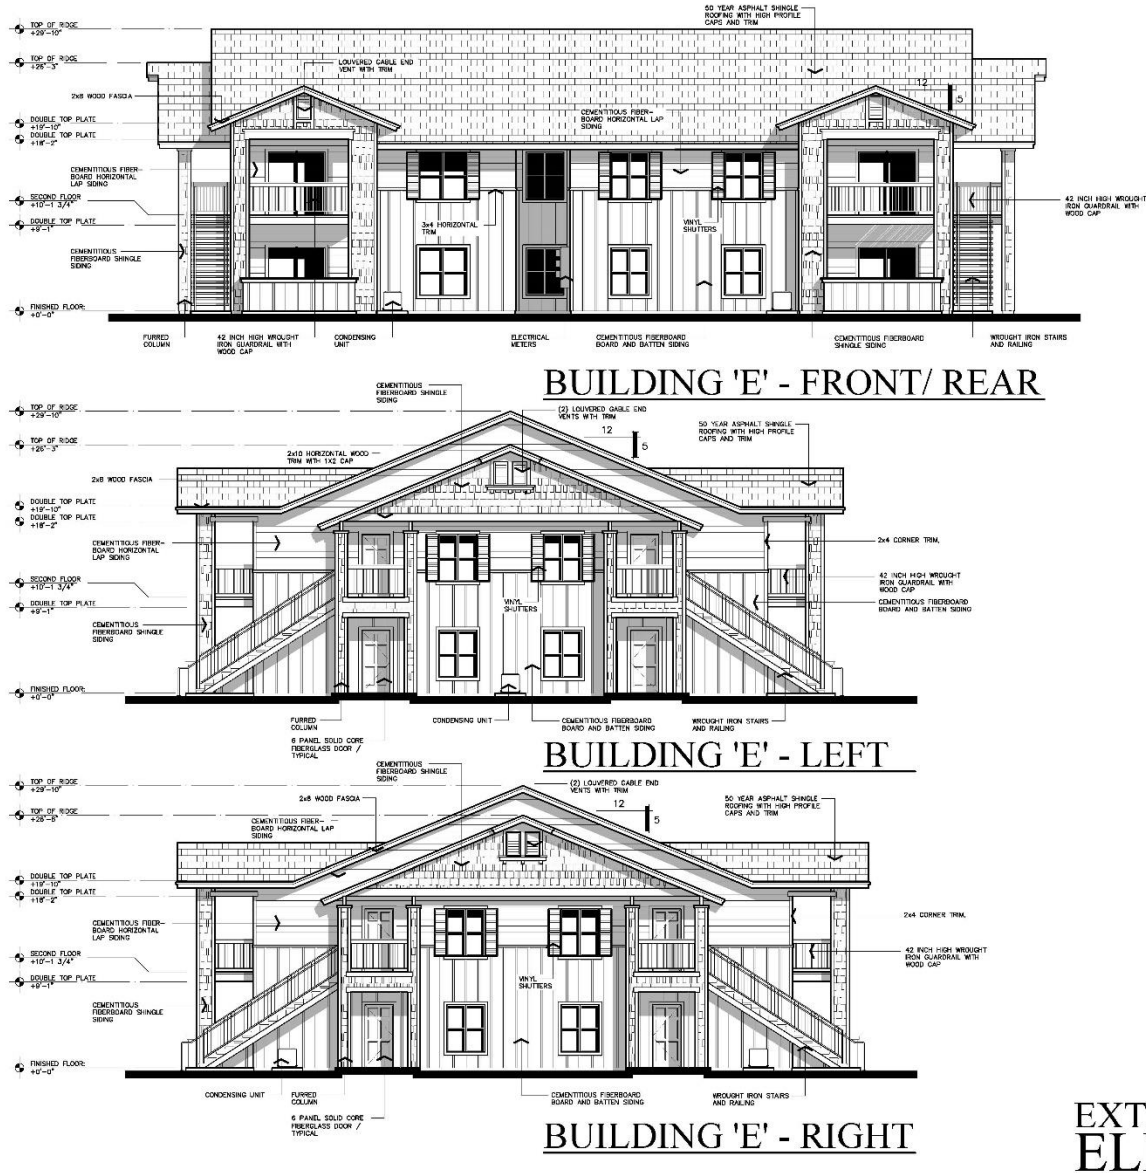 50 YEAR ASPHALT SHINGLE
ROOFING WITH HIGH PROFILE
CAPS AND TRIM
TOP OF RIDGE
+29'-10"
TOP OF RIDGE
+26'-3"
LOUVERED GABLE END
VENT WITH TRIM
2x8 WOOD FASCIA
12
5
CEMENTITIOUS FIBER-
BOARD HORIZONTAL LAP
SIDING
DOUBLE TOP PLATE
+19'-10"
DOUBLE TOP PLATE
+18'-2"
CEMENTITIOUS FIBER-
BOARD HORIZONTAL
LAP SIDING
SECOND FLOOR
+10'-1 3/4"
DOUBLE TOP PLATE
+9'-1"
3x4 HORIZONTAL
TRIM
VINYL
SHUTTERS
42 INCH HIGH WROUGHT
IRON GUARDRAIL WITH
WOOD CAP
CEMENTITIOUS
FIBERBOARD SHINGLE
SIDING
FINISHED FLOOR:
+0'-0"
FURRED
COLUMN
42 INCH HIGH WROUGHT
IRON GUARDRAIL WITH
WOOD CAP
CONDENSING
UNIT
ELECTRICAL
METERS
CEMENTITIOUS FIBERBOARD
BOARD AND BATTEN SIDING
CEMENTITIOUS FIBERBOARD
SHINGLE SIDING
WROUGHT IRON STAIRS
AND RAILING
BUILDING 'E' - FRONT/ REAR
CEMENTITIOUS
FIBERBOARD SHINGLE
SIDING
TOP OF RIDGE
+29'-10"
(2) LOUVERED GABLE END
VENTS WITH TRIM
12
5
50 YEAR ASPHALT SHINGLE
ROOFING WITH HIGH PROFILE
CAPS AND TRIM
TOP OF RIDGE
+26'-3"
2x10 HORIZONTAL WOOD
TRIM WITH 1X2 CAP
2x8 WOOD FASCIA
DOUBLE TOP PLATE
+19'-10"
DOUBLE TOP PLATE
+18'-2"
CEMENTITIOUS FIBER-
BOARD HORIZONTAL
LAP SIDING
2x4 CORNER TRIM,
SECOND FLOOR
+10'-1 3/4"
DOUBLE TOP PLATE
+9'-1"
42 INCH HIGH WROUGHT
IRON GUARDRAIL WITH
WOOD CAP
VINYL
SHUTTERS
CEMENTITIOUS FIBERBOARD
BOARD AND BATTEN SIDING
CEMENTITIOUS
FIBERBOARD SHINGLE
SIDING
FINISHED FLOOR:
+0'-0"
FURRED
COLUMN
CONDENSING UNIT
CEMENTITIOUS FIBERBOARD
BOARD AND BATTEN SIDING
WROUGHT IRON STAIRS
AND RAILING
6 PANEL SOLID CORE
FIBERGLASS DOOR /
TYPICAL
BUILDING 'E' - LEFT
CEMENTITIOUS
FIBERBOARD SHINGLE
SIDING
TOP OF RIDGE
+29'-10"
(2) LOUVERED GABLE END
VENTS WITH TRIM
2x8 WOOD FASCIA
12
5
50 YEAR ASPHALT SHINGLE
ROOFING WITH HIGH PROFILE
CAPS AND TRIM
TOP OF RIDGE
CEMENTITIOUS FIBER-
BOARD HORIZONTAL LAP
SIDING
DOUBLE TOP PLATE
+19'-10"
DOUBLE TOP PLATE
+18'-2"
CEMENTITIOUS FIBER-
BOARD HORIZONTAL
LAP SIDING
2x4 CORNER TRIM,
SECOND FLOOR
+10'-1 3/4"
DOUBLE TOP PLATE
+9'-1"
42 INCH HIGH WROUGHT
IRON GUARDRAIL WITH
WOOD CAP
VINYL
SHUTTERS
CEMENTITIOUS
FIBERBOARD SHINGLE
SIDING
FINISHED FLOOR:
+0'-0"
CONDENSING UNIT
FURRED
COLUMN
CEMENTITIOUS FIBERBOARD
BOARD AND BATTEN SIDING
WROUGHT IRON STAIRS
AND RAILING
6 PANEL SOLID CORE
FIBERGLASS DOOR /
TYPICAL
BUILDING 'E' - RIGHT
EXT